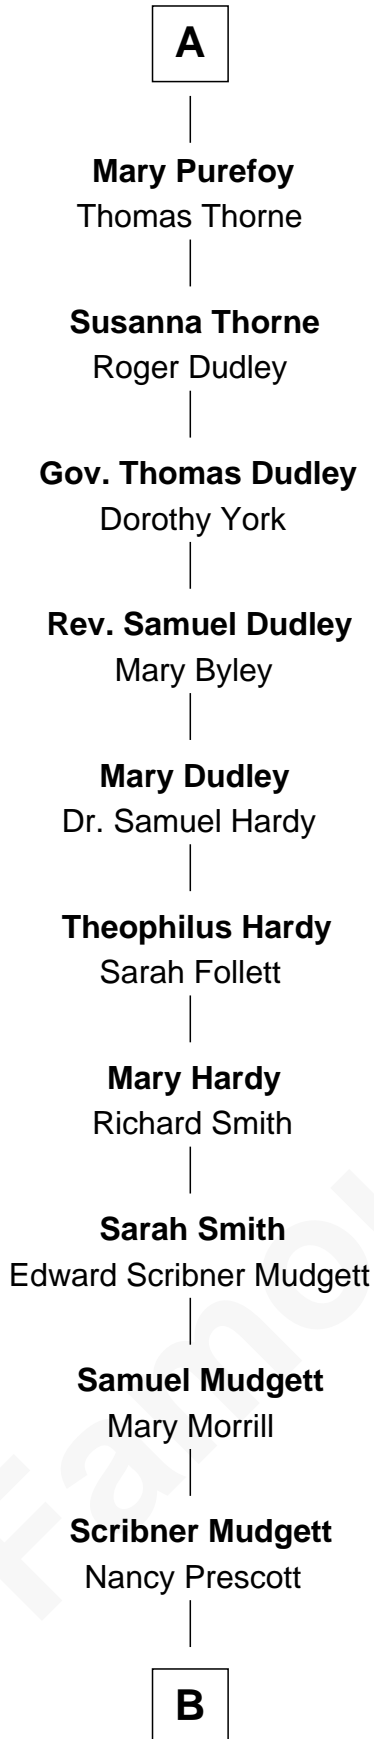 A
Mary Purefoy
Thomas Thorne
Susanna Thorne
Roger Dudley
Gov. Thomas Dudley
Dorothy York
Rev. Samuel Dudley
Mary Byley
Mary Dudley
Dr. Samuel Hardy
Theophilus Hardy
Sarah Follett
Mary Hardy
Richard Smith
Sarah Smith
Edward Scribner Mudgett
Samuel Mudgett
Mary Morrill
Scribner Mudgett
Nancy Prescott
B